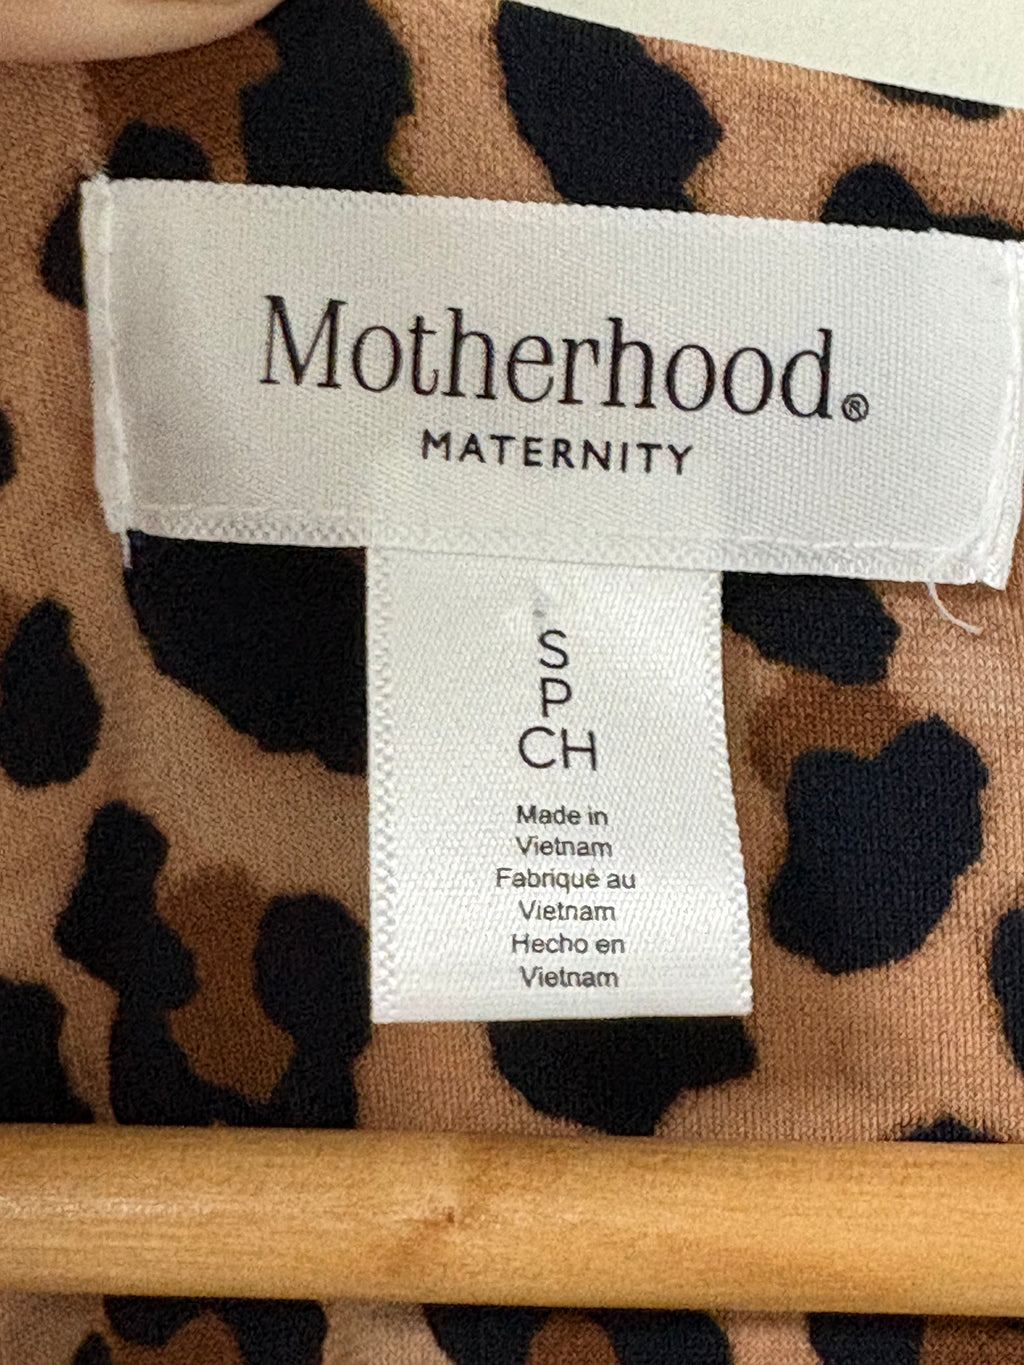 Motherhood®
MATERNITY
S
P
CH
Made in
Vietnam
Fabriqué au
Vietnam
Hecho en
Vietnam